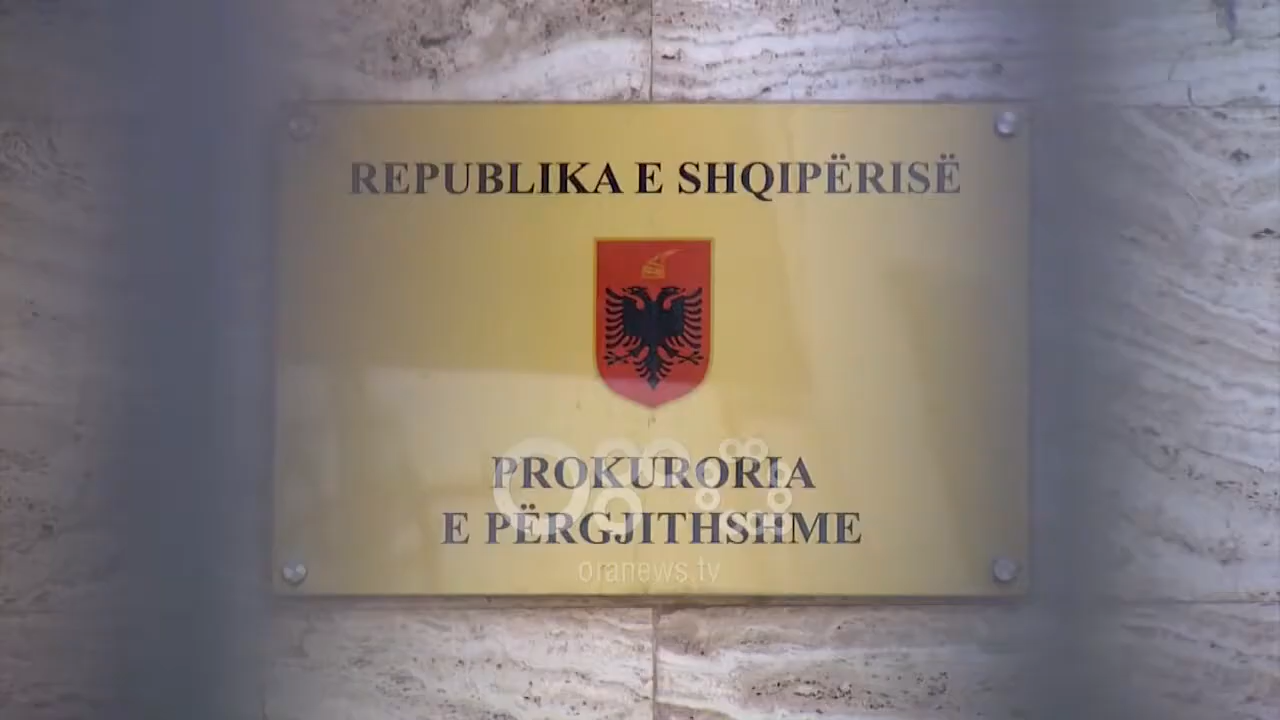 REPUBLIKA E SHQIPËRISË
PROKURORIA
E PËRGJITHSHME
oranews.tv